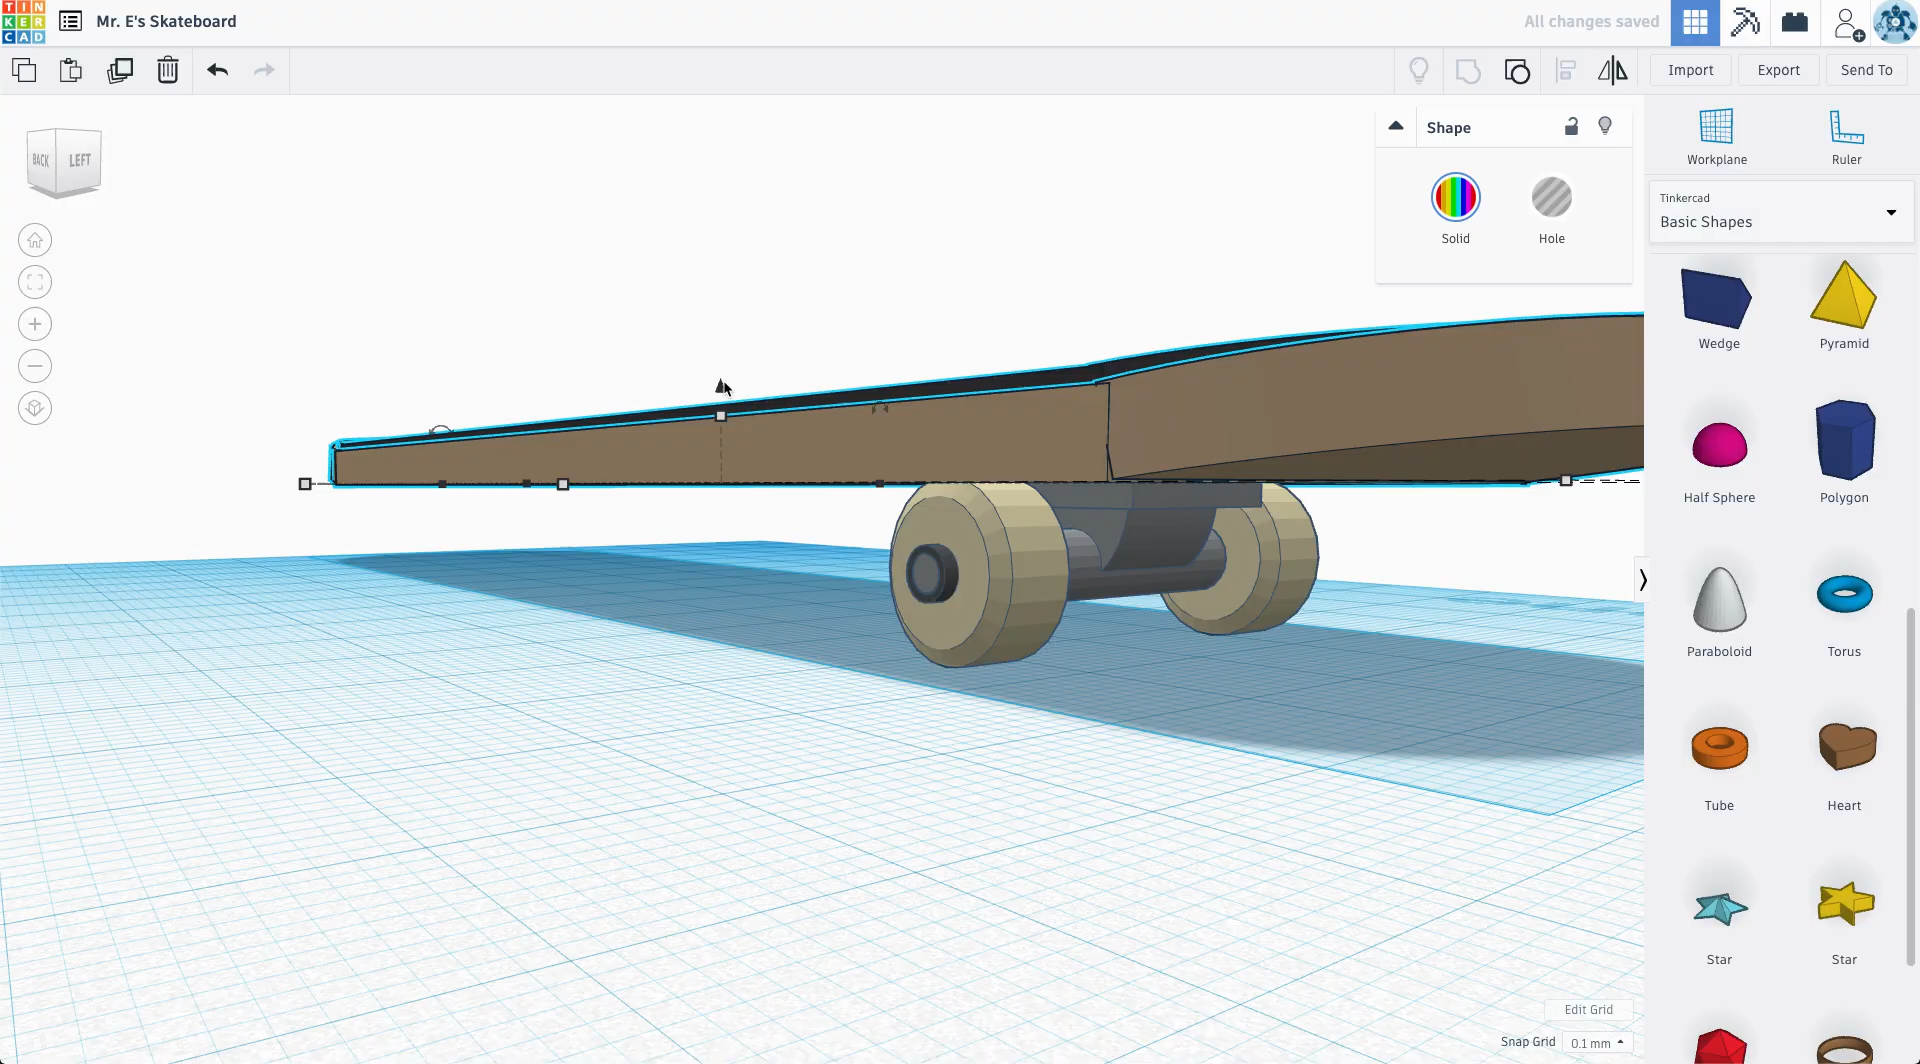 TIN
KER
CAD
Mr. E's Skateboard
All changes saved
Import
Export
Send To
BACK
LEFT
Shape
Solid
Hole
Workplane
Ruler
Tinkercad
Basic Shapes
Wedge
Pyramid
Half Sphere
Polygon
Paraboloid
Torus
Tube
Heart
Star
Star
Edit Grid
Snap Grid
0.1 mm